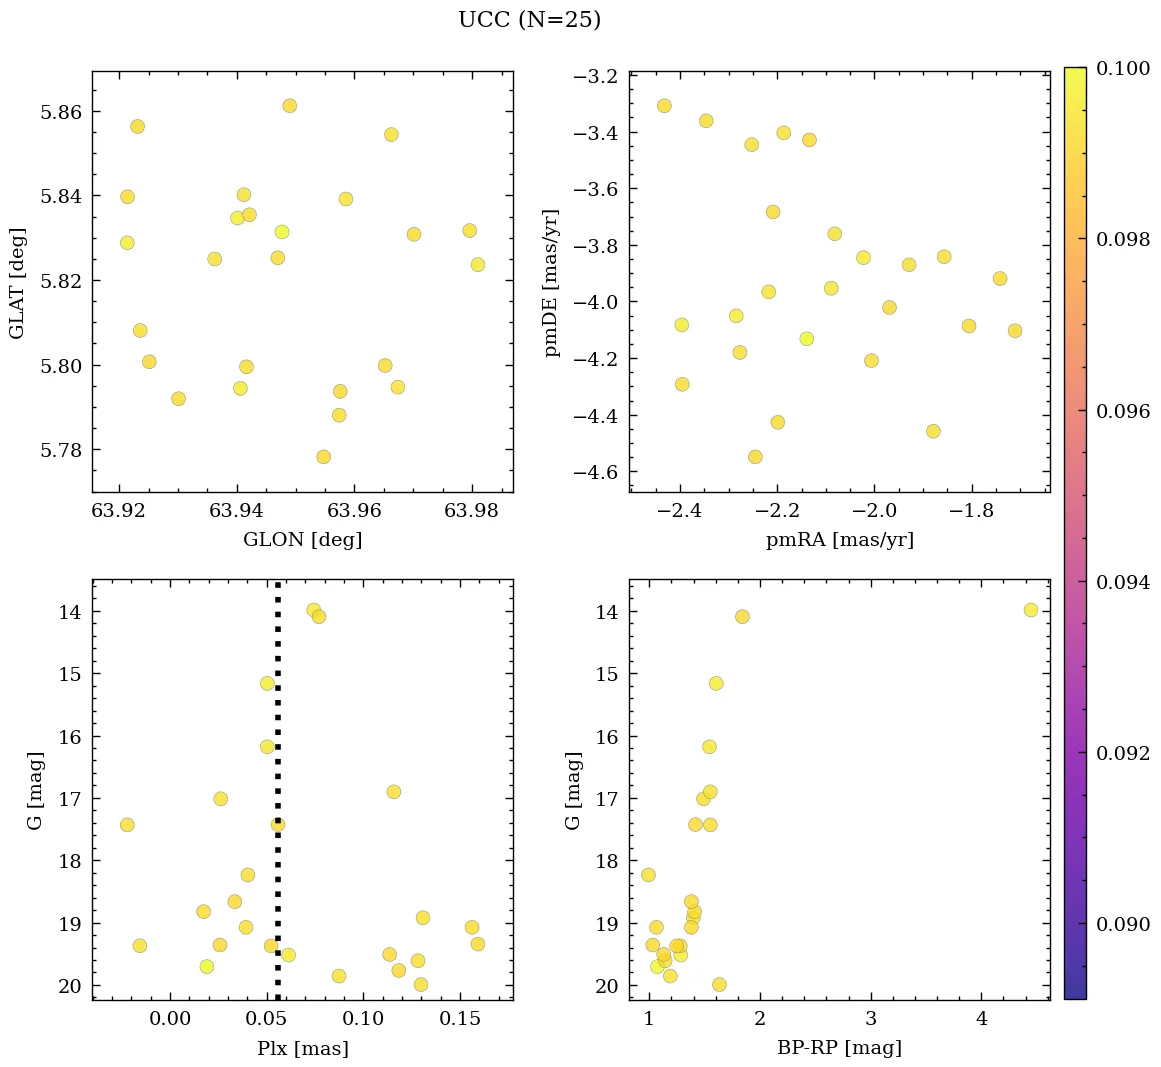 UCC (N=25)
5.86
5.84
5.82
5.80
5.78
GLAT [deg]
63.92 63.94 63.96 63.98
GLON [deg]
−3.2
−3.4
−3.6
−3.8
−4.0
−4.2
−4.4
−4.6
pmDE [mas/yr]
−2.4 −2.2 −2.0 −1.8
pmRA [mas/yr]
14
15
16
17
18
19
20
G [mag]
0.00 0.05 0.10 0.15
Plx [mas]
14
15
16
17
18
19
20
G [mag]
1 2 3 4
BP-RP [mag]
0.100
0.098
0.096
0.094
0.092
0.090